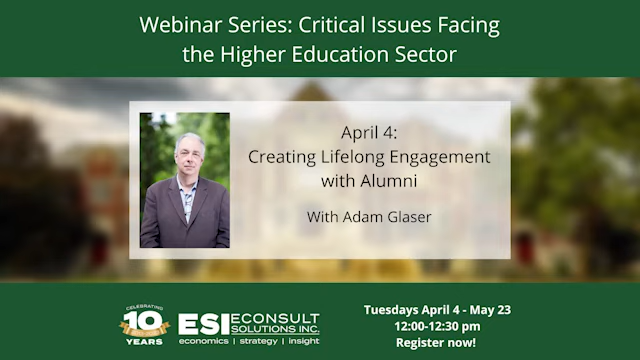 Webinar Series: Critical Issues Facing
the Higher Education Sector
April 4:
Creating Lifelong Engagement
with Alumni
With Adam Glaser
CELEBRATING
10
YEARS
ESI ECONSULT
SOLUTIONS INC.
economics | strategy | insight
Tuesdays April 4 - May 23
12:00-12:30 pm
Register now!